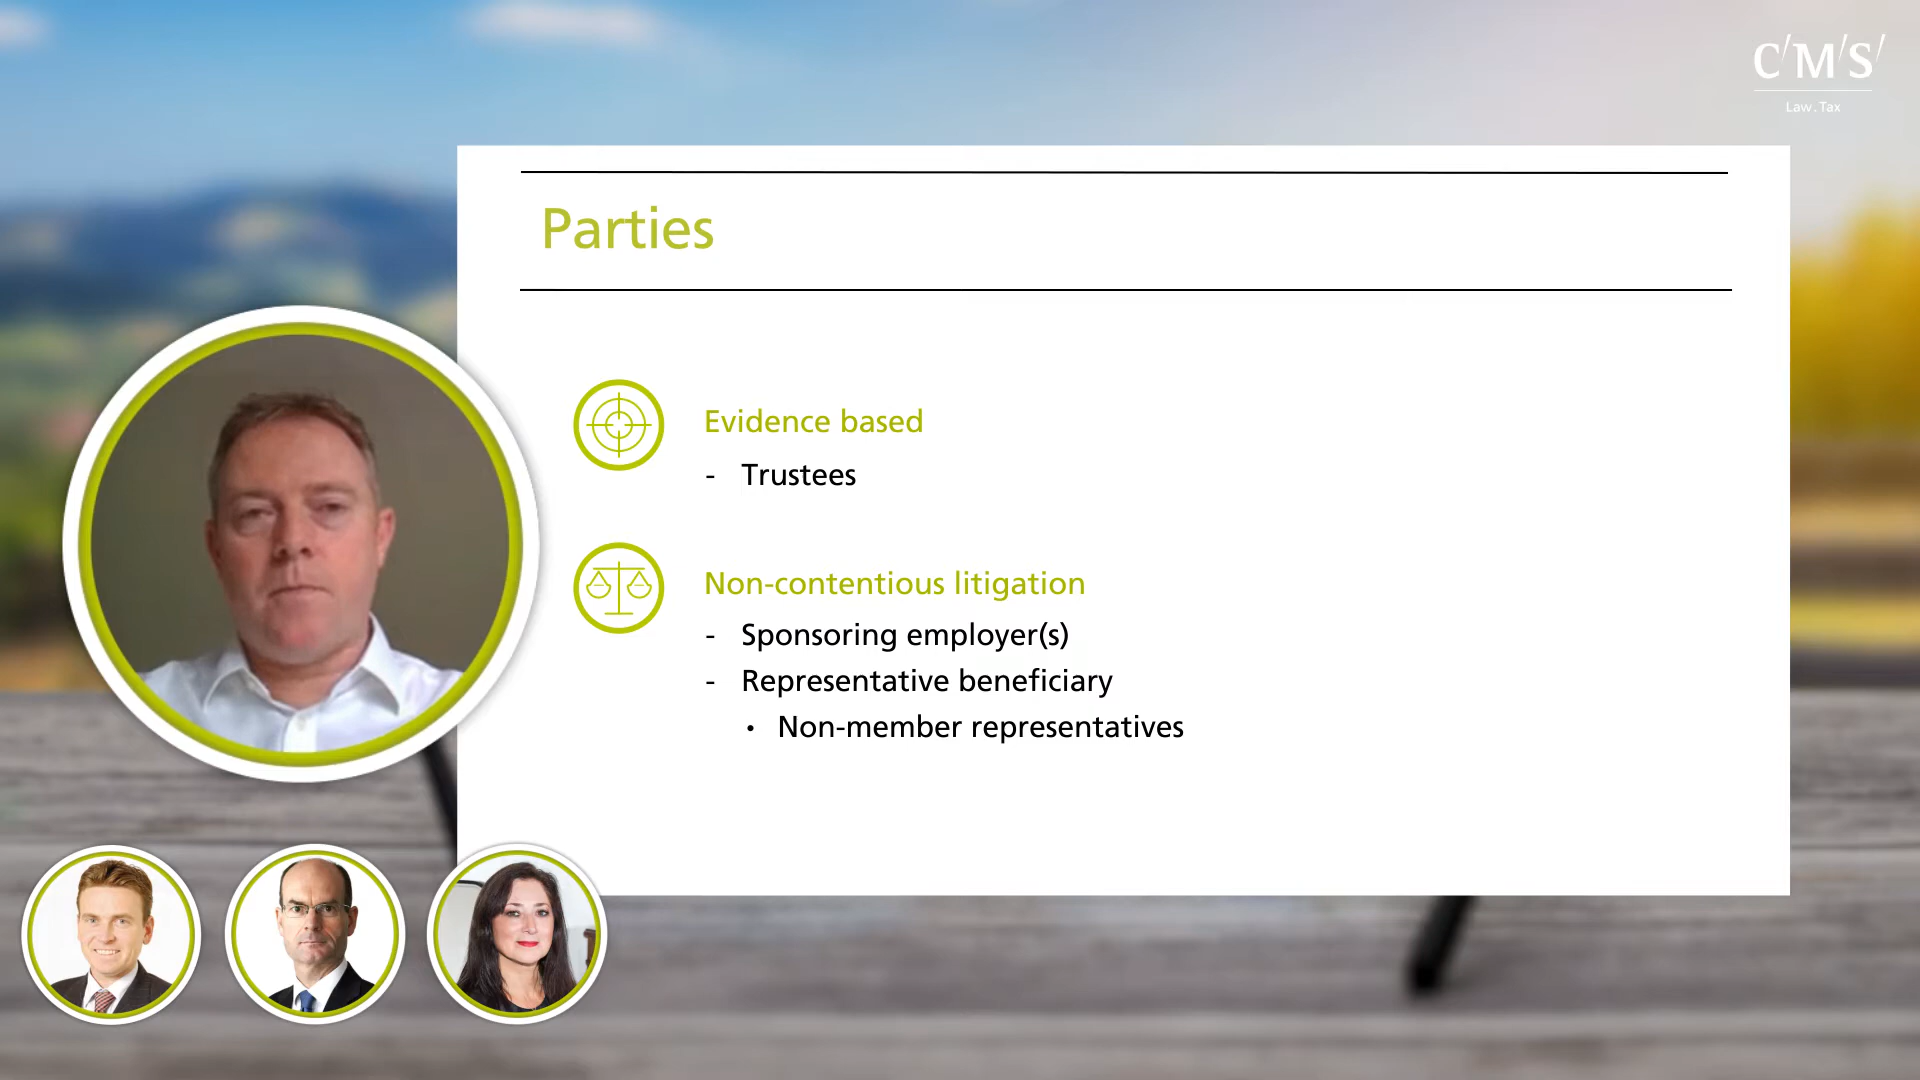 C/M/S/
Law.Tax
Parties
Evidence based
- Trustees
Non-contentious litigation
- Sponsoring employer(s)
- Representative beneficiary
• Non-member representatives